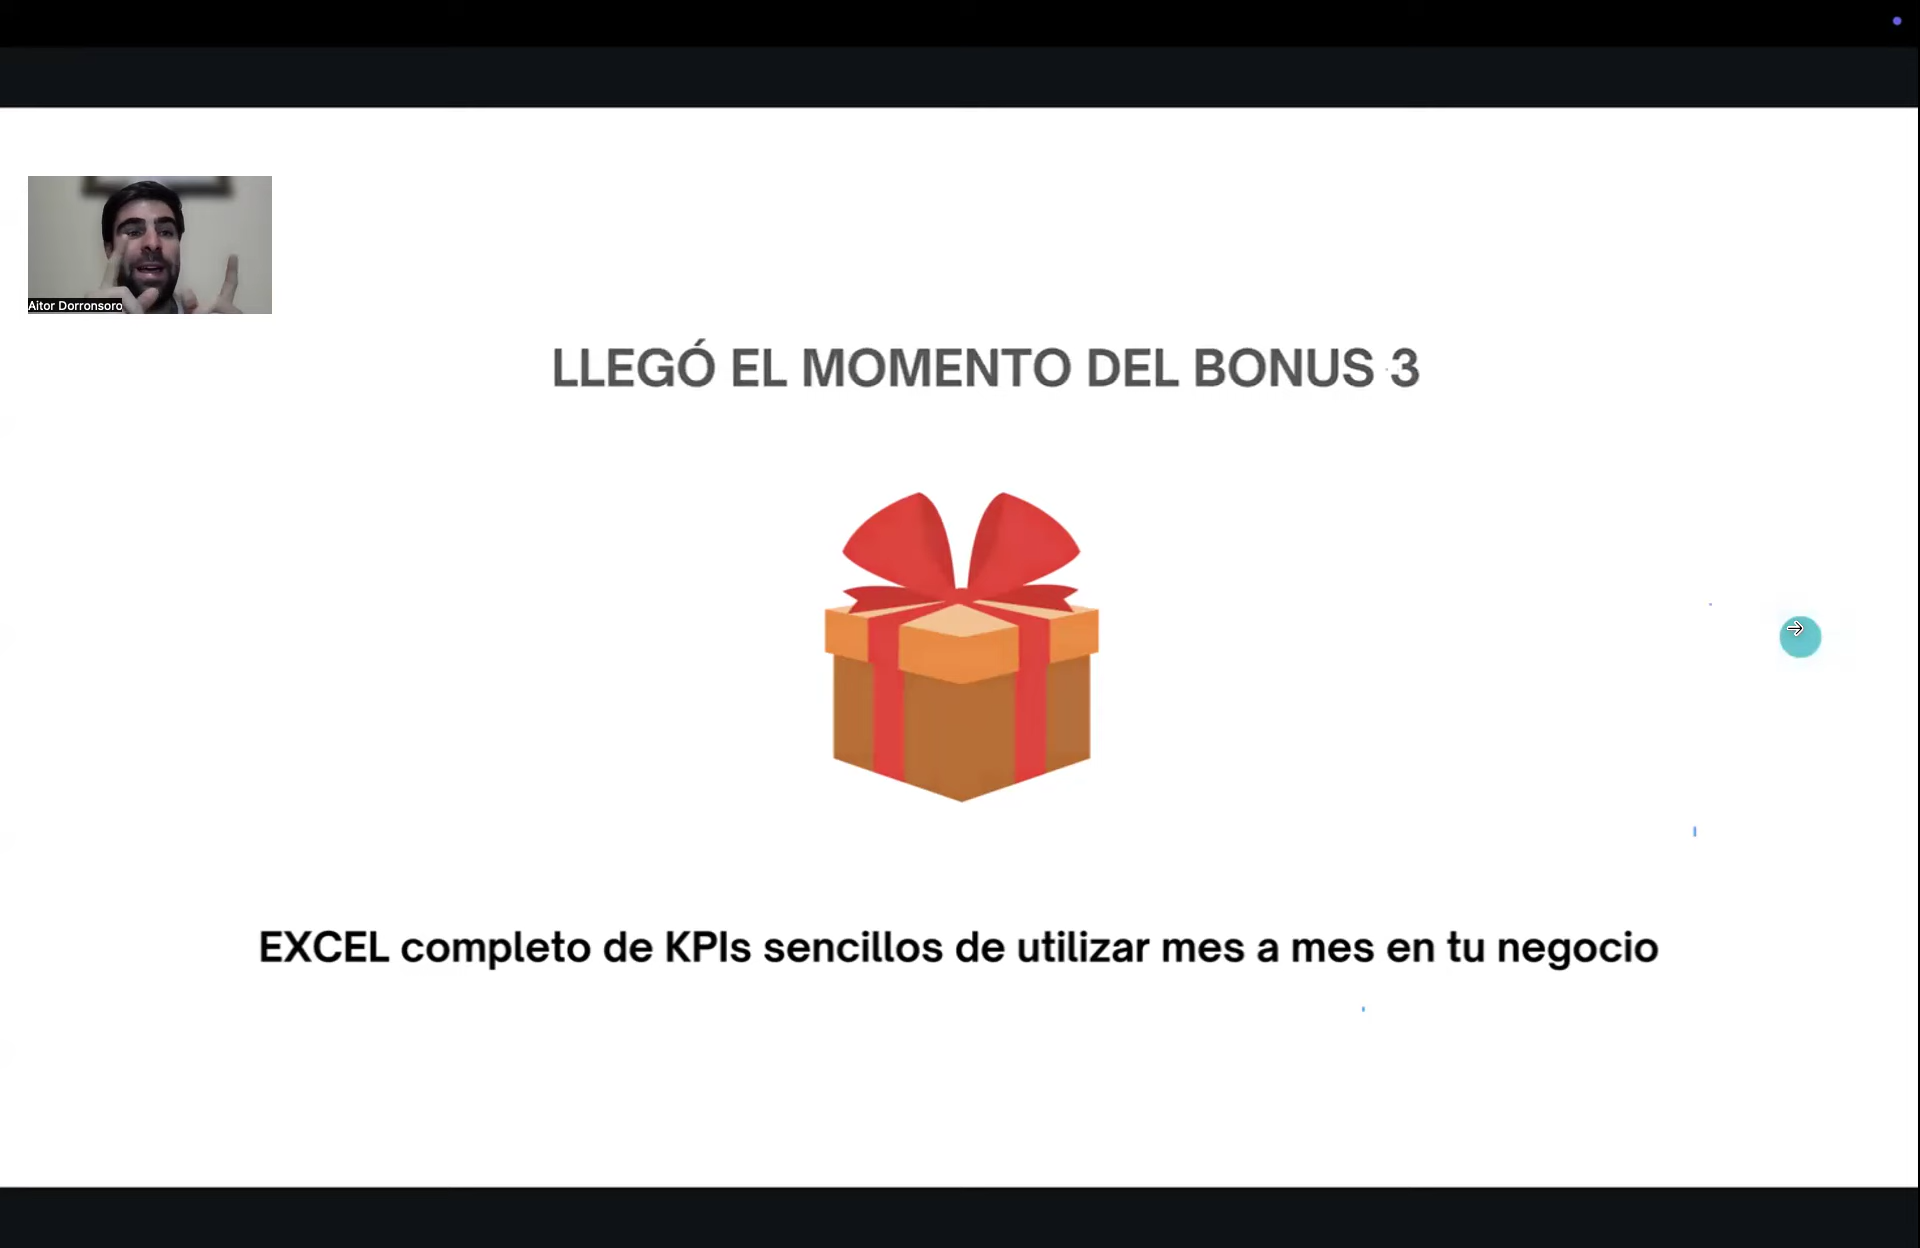 Aitor Dorronsoro
LLEGÓ EL MOMENTO DEL BONUS 3
EXCEL completo de KPIs sencillos de utilizar mes a mes en tu negocio